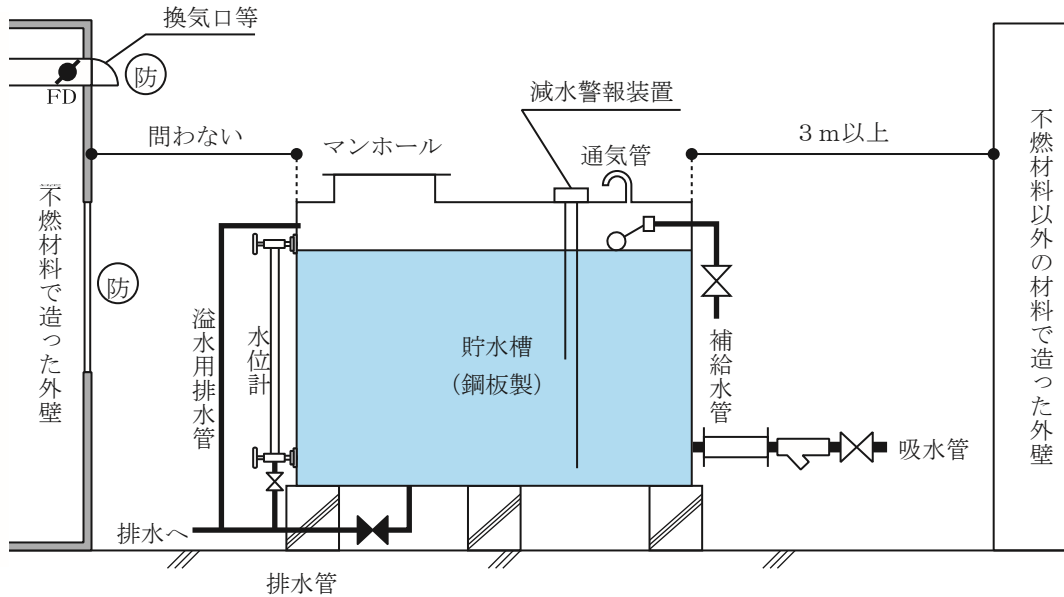 換気口等
防
FD
減水警報装置
問わない
マンホール
通気管
3m以上
不燃材料で造った外壁
防
溢水用排水管
水位計
貯水槽
(鋼板製)
補給水管
不燃材料以外の材料で造った外壁
吸水管
排水へ
排水管